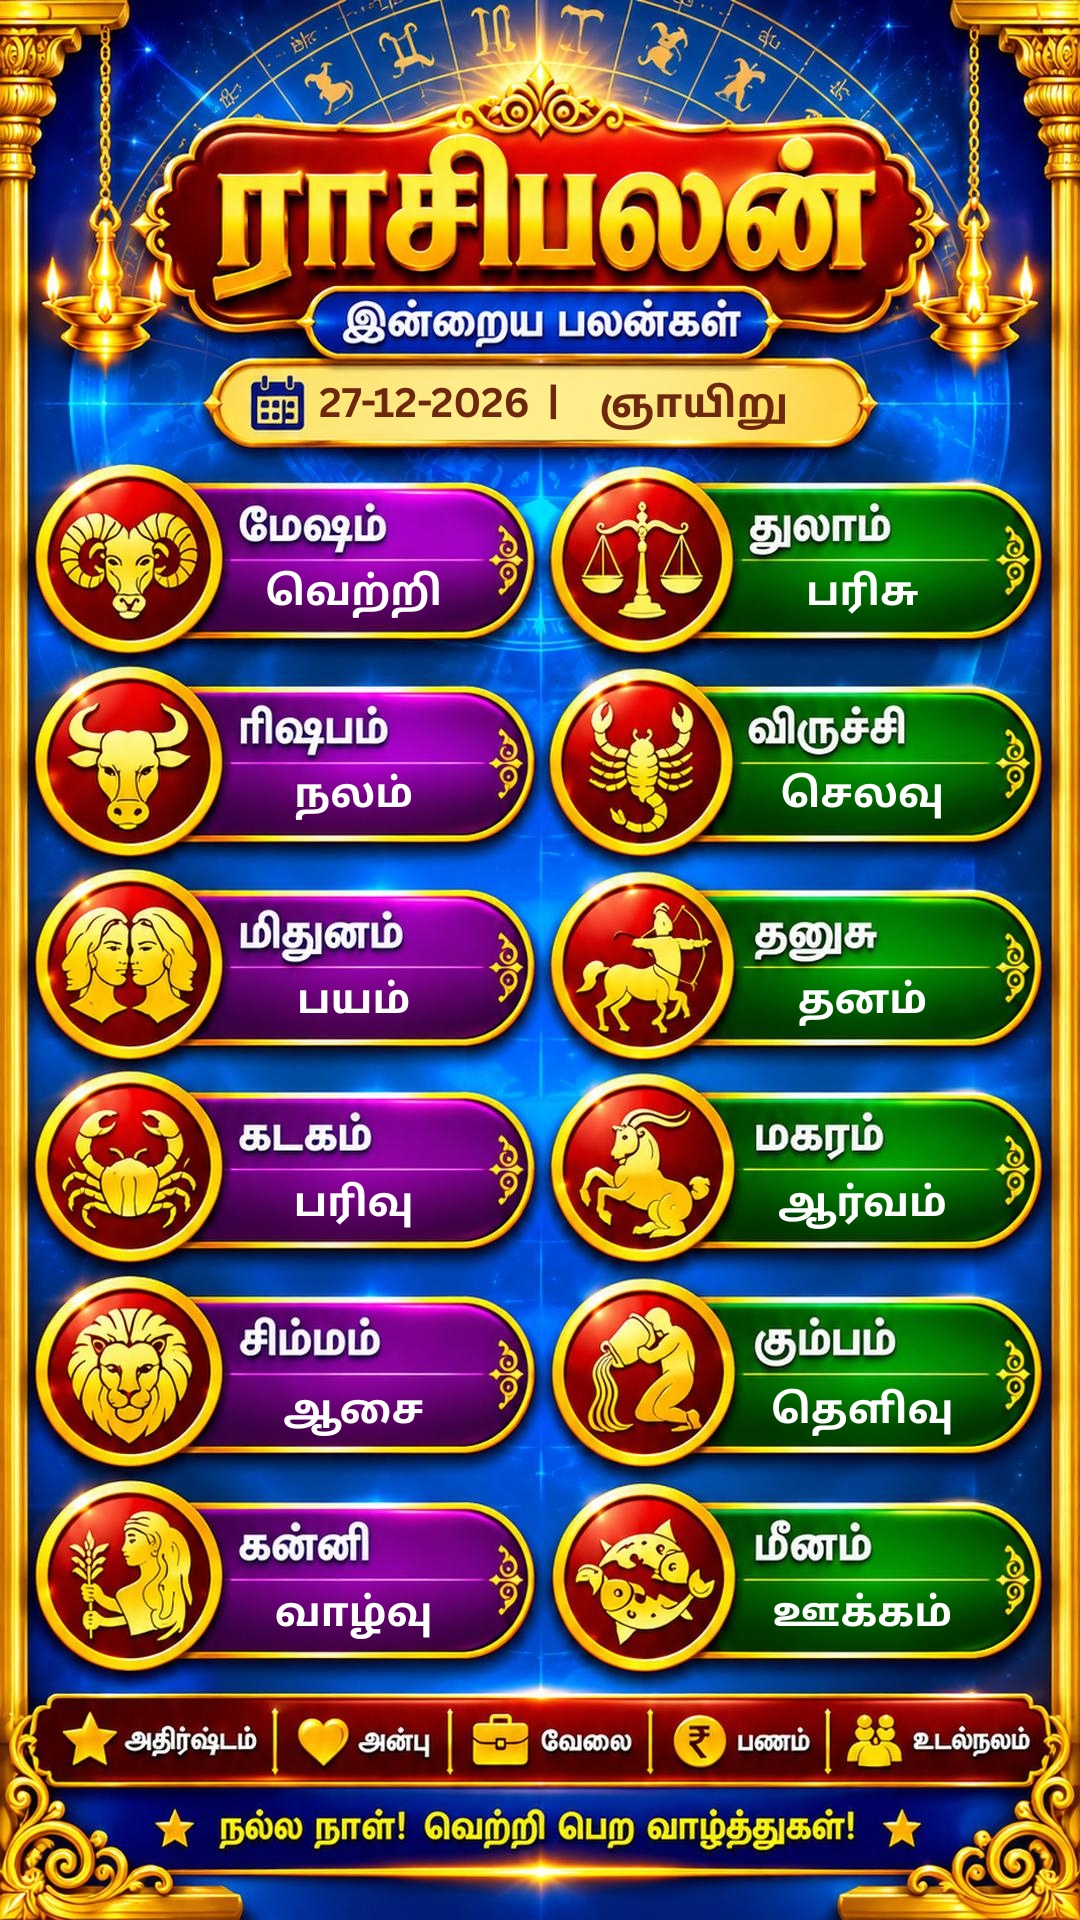 ராசிபலன்
இன்றைய பலன்கள்
27-12-2026 | ஞாயிறு
மேஷம்
வெற்றி
துலாம்
பரிசு
ரிஷபம்
நலம்
விருச்சி
செலவு
மிதுனம்
பயம்
தனுசு
தனம்
கடகம்
பரிவு
மகரம்
ஆர்வம்
சிம்மம்
ஆசை
கும்பம்
தெளிவு
கன்னி
வாழ்வு
மீனம்
ஊக்கம்
அதிர்ஷ்டம் அன்பு வேலை பணம் உடல்நலம்
நல்ல நாள்! வெற்றி பெற வாழ்த்துகள்!